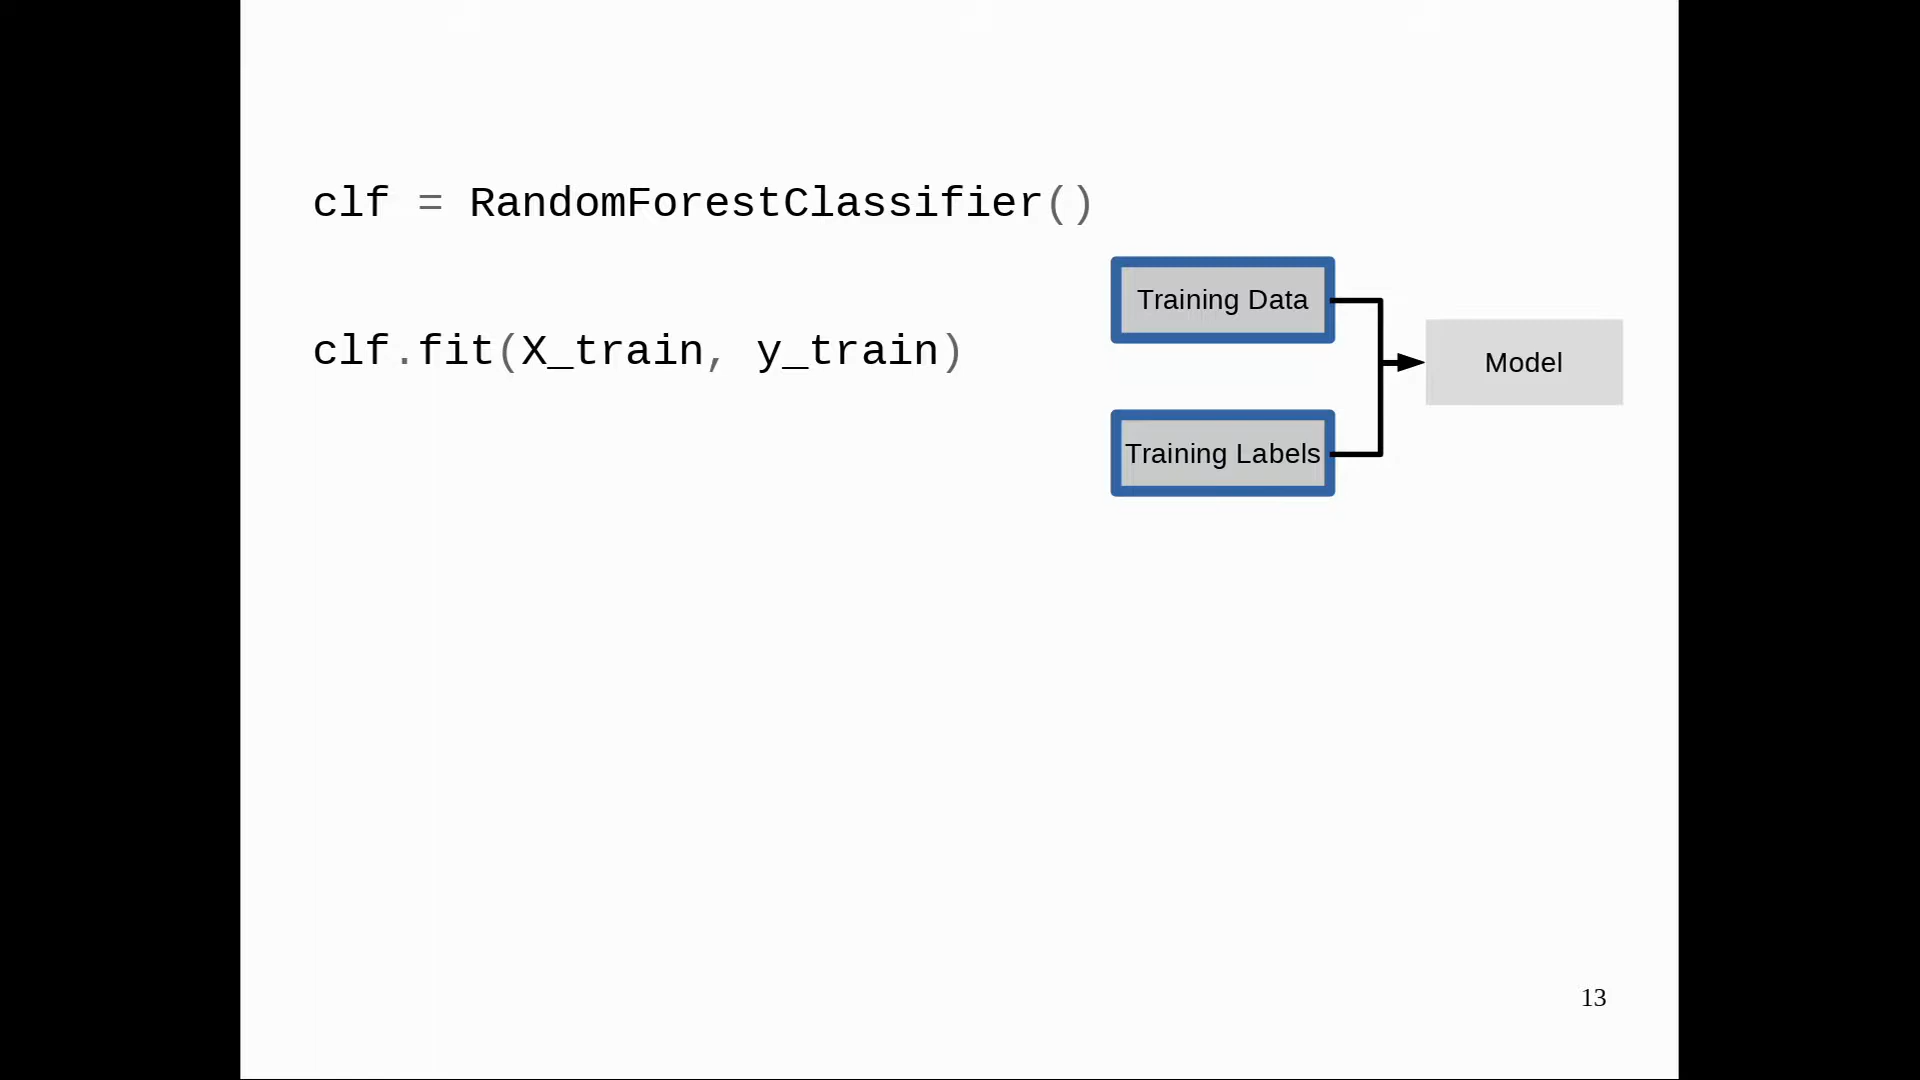 clf = RandomForestClassifier()
clf.fit(X_train, y_train)
Training Data
Model
Training Labels
13